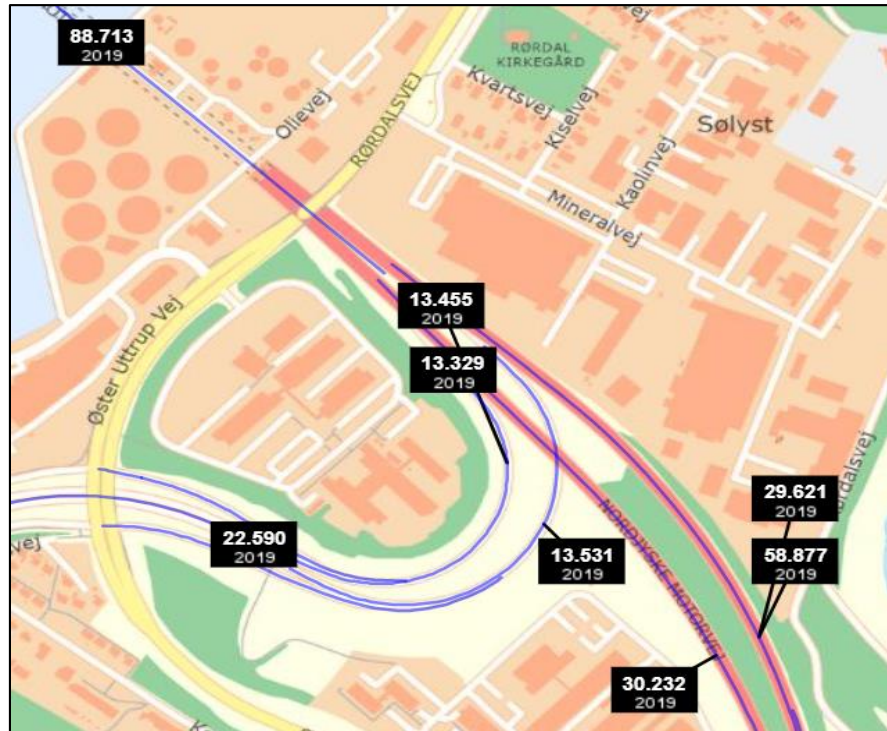 88.713
2019
RØRDAL
KIRKEGÅRD
Olievej
RØRDALSVEJ
Kvartsvej
Kiselvej
Sølyst
Kaolinvej
Mineralvej
13.455
2019
13.329
2019
Øster Uttrup Vej
22.590
2019
13.531
2019
NORDJYSKE MOTORVEJ
29.621
2019
58.877
2019
30.232
2019